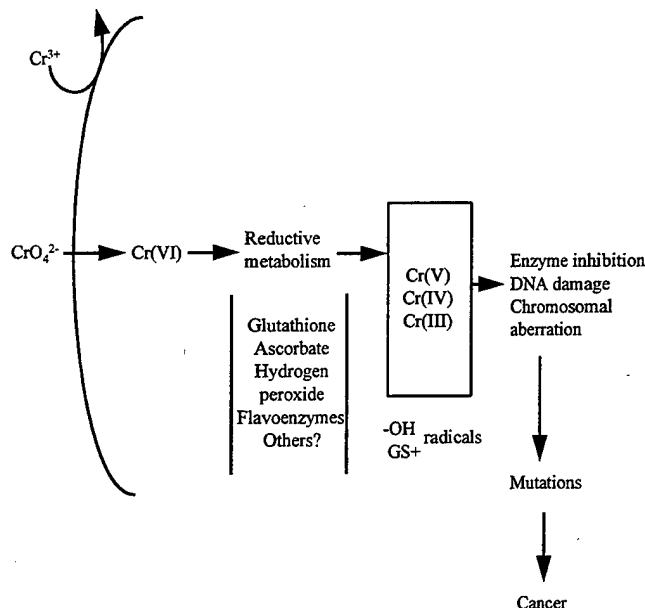 Cr³⁺
CrO₄²⁻
Cr(VI)
Reductive
metabolism
Glutathione
Ascorbate
Hydrogen
peroxide
Flavoenzymes
Others?
Cr(V)
Cr(IV)
Cr(III)
-OH
GS+
radicals
Enzyme inhibition
DNA damage
Chromosomal
aberration
Mutations
Cancer